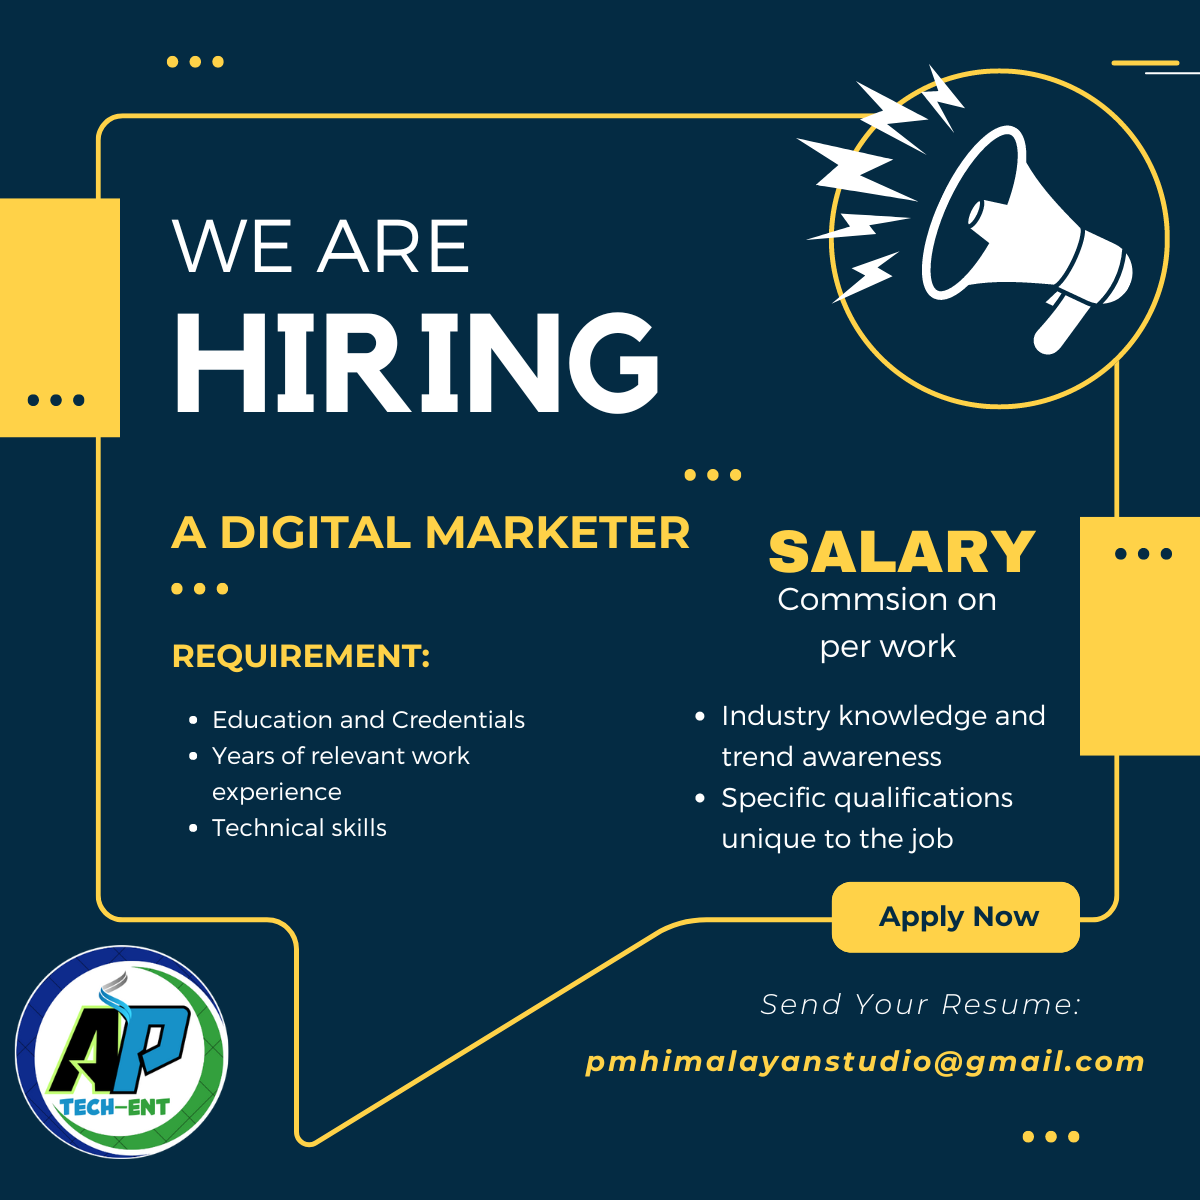 WE ARE
HIRING
A DIGITAL MARKETER
REQUIREMENT:
• Education and Credentials
• Years of relevant work
experience
• Technical skills
SALARY
Commsion on
per work
• Industry knowledge and
trend awareness
• Specific qualifications
unique to the job
Apply Now
Send Your Resume:
pmhimalayanstudio@gmail.com
AP
TECH-ENT